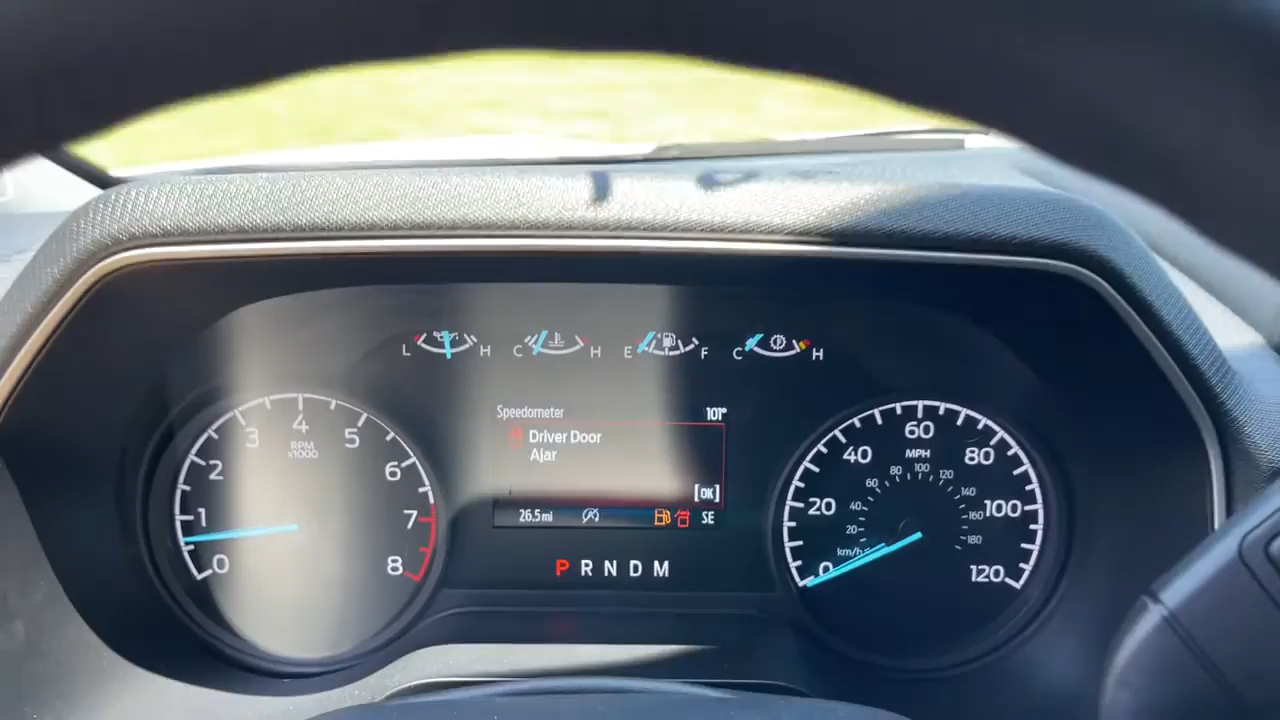 L H C H E F C H
Speedometer 101°
Driver Door
Ajar
[OK]
26.5 mi SE
P R N D M
0 1 2 3 4 5 6 7 8
RPM
x1000
0 20 40 60 80 100 120
MPH
20 40 60 80 100 120 140 160 180
km/h